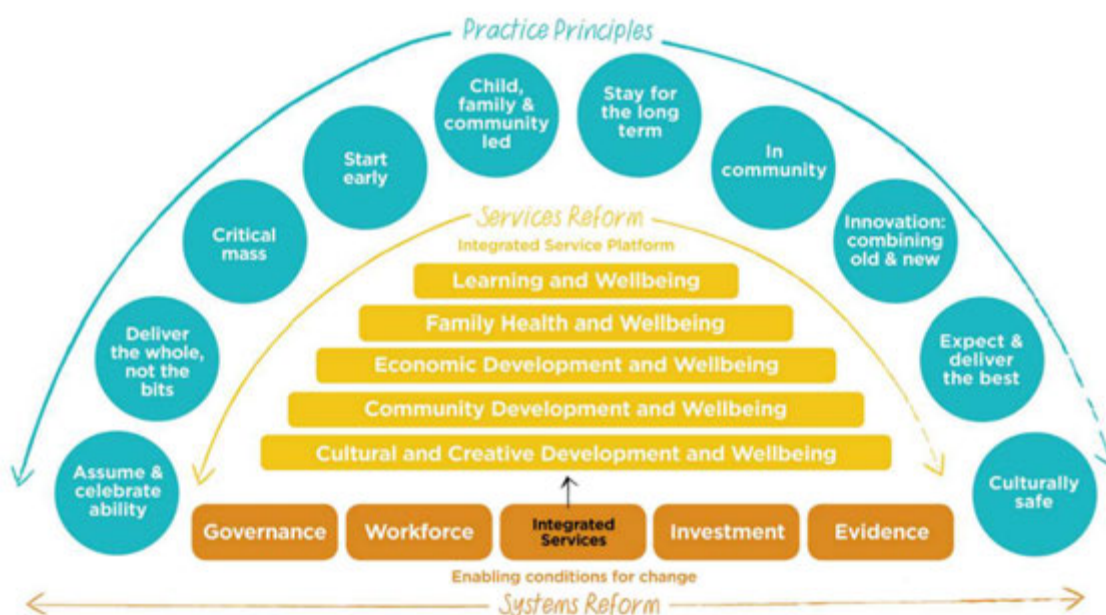 Practice Principles
Child,
family &
community
led
Stay for
the long
term
Start
early
In
community
Critical
mass
Innovation:
combining
old & new
Deliver
the whole,
not the
bits
Expect &
deliver
the best
Assume &
celebrate
ability
Culturally
safe
Services Reform
Integrated Service Platform
Learning and Wellbeing
Family Health and Wellbeing
Economic Development and Wellbeing
Community Development and Wellbeing
Cultural and Creative Development and Wellbeing
Governance
Workforce
Integrated
Services
Investment
Evidence
Enabling conditions for change
Systems Reform